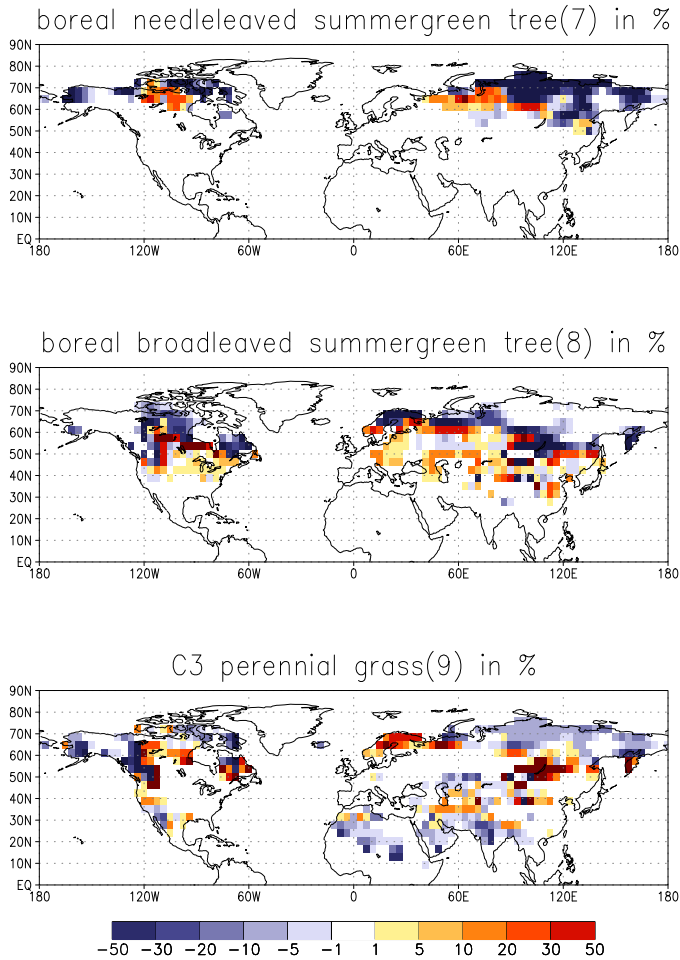 boreal needleleaved summergreen tree(7) in %
90N
80N
70N
60N
50N
40N
30N
20N
10N
EQ
180 120W 60W 0 60E 120E 180
boreal broadleaved summergreen tree(8) in %
90N
80N
70N
60N
50N
40N
30N
20N
10N
EQ
180 120W 60W 0 60E 120E 180
C3 perennial grass(9) in %
90N
80N
70N
60N
50N
40N
30N
20N
10N
EQ
180 120W 60W 0 60E 120E 180
−50 −30 −20 −10 −5 −1 1 5 10 20 30 50